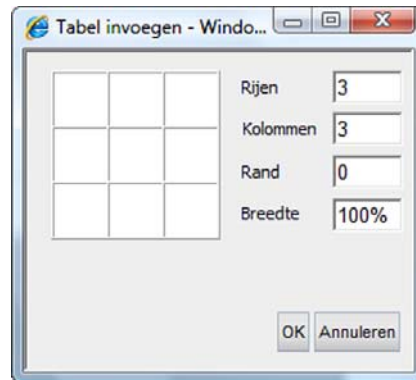 Tabel invoegen - Windo...
Rijen 3
Kolommen 3
Rand 0
Breedte 100%
OK Annuleren